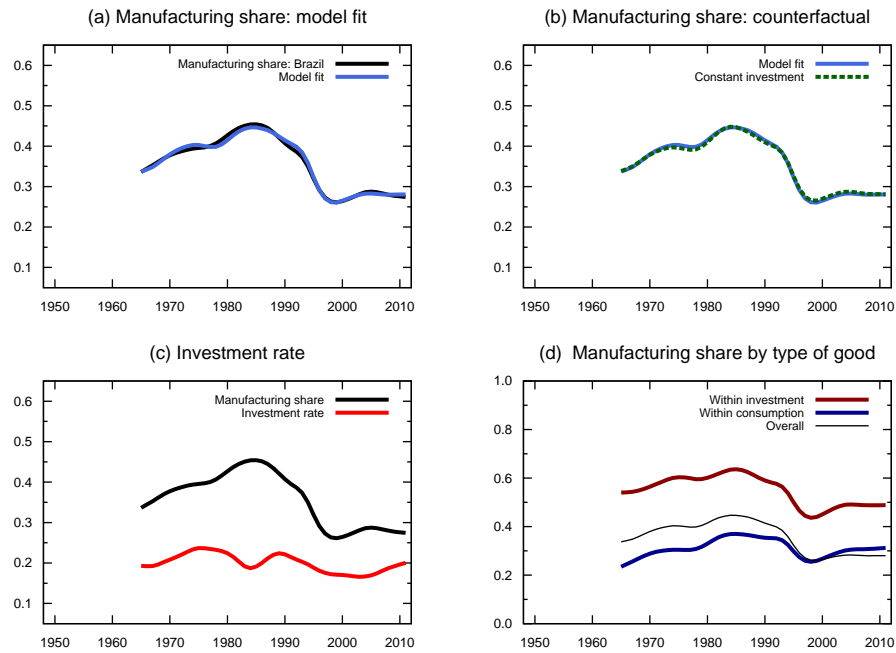 (a) Manufacturing share: model fit
Manufacturing share: Brazil
Model fit
0.6
0.5
0.4
0.3
0.2
0.1
1950 1960 1970 1980 1990 2000 2010
(b) Manufacturing share: counterfactual
Model fit
Constant investment
0.6
0.5
0.4
0.3
0.2
0.1
1950 1960 1970 1980 1990 2000 2010
(c) Investment rate
Manufacturing share
Investment rate
0.6
0.5
0.4
0.3
0.2
0.1
1950 1960 1970 1980 1990 2000 2010
(d) Manufacturing share by type of good
Within investment
Within consumption
Overall
1.0
0.8
0.6
0.4
0.2
0.0
1950 1960 1970 1980 1990 2000 2010